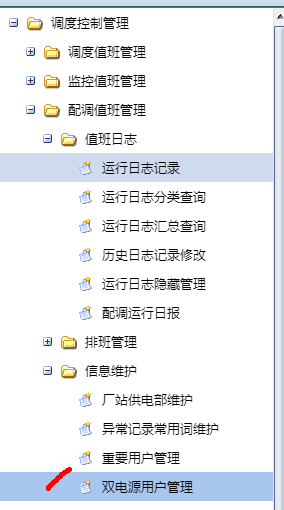 调度控制管理
调度值班管理
监控值班管理
配调值班管理
值班日志
运行日志记录
运行日志分类查询
运行日志汇总查询
历史日志记录修改
运行日志隐藏管理
配调运行日报
排班管理
信息维护
厂站供电部维护
异常记录常用词维护
重要用户管理
双电源用户管理